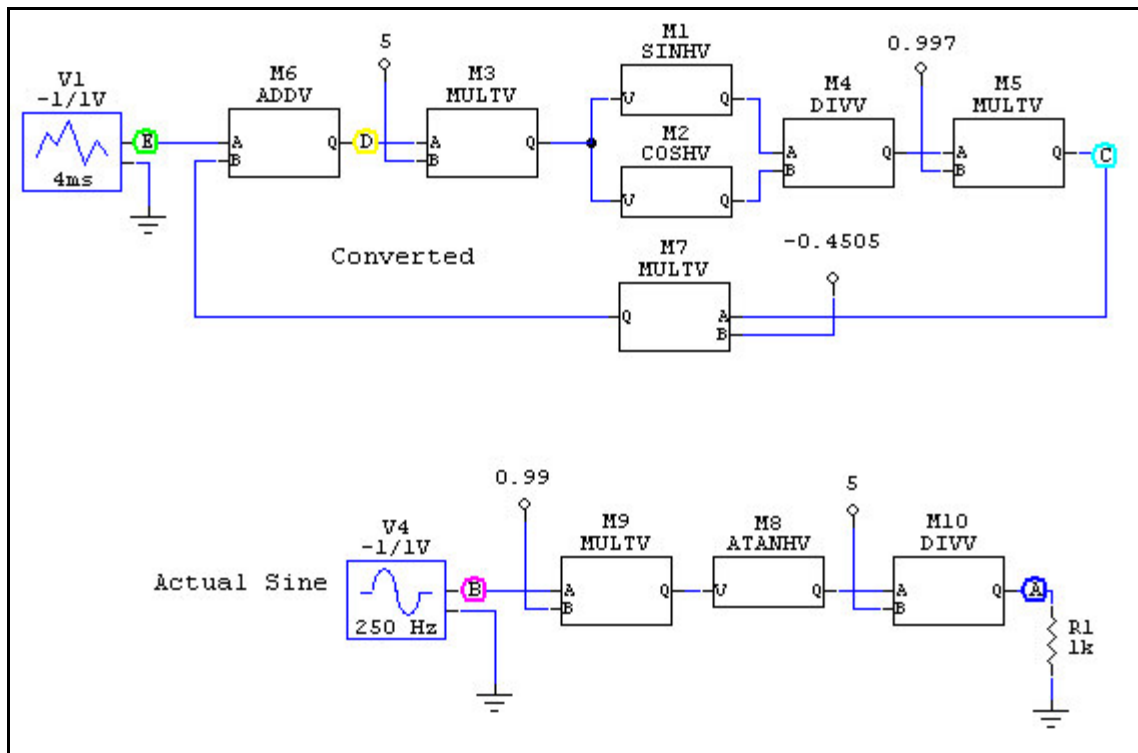 V1
-1/1V
4ms
E
M6
ADDV
A
B
Q
D
5
M3
MULTV
A
B
Q
M1
SINHV
V
Q
M2
COSHV
V
Q
M4
DIVV
A
B
Q
0.997
M5
MULTV
A
B
Q
C
Converted
M7
MULTV
Q
A
B
-0.4505
Actual Sine
V4
-1/1V
250 Hz
B
0.99
M9
MULTV
A
B
Q
M8
ATANHV
V
Q
5
M10
DIVV
A
B
Q
A
R1
1k